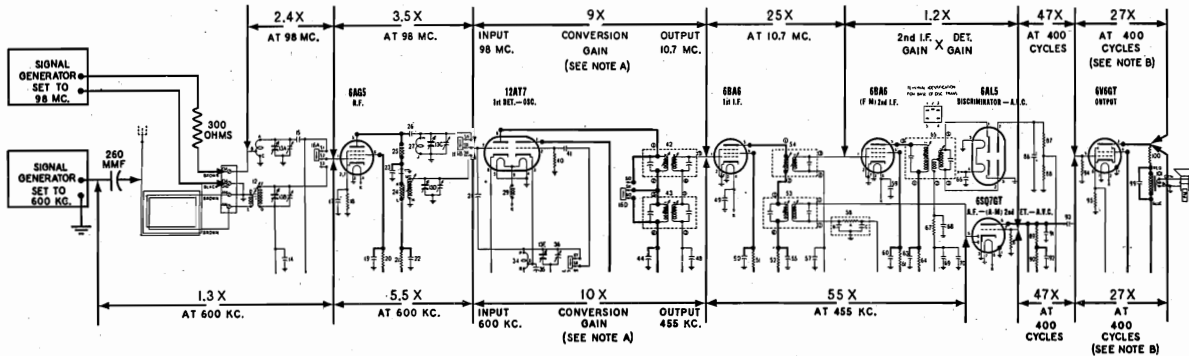 2.4X
AT 98 MC.
3.5X
AT 98 MC.
9X
INPUT
98 MC.
CONVERSION
GAIN
(SEE NOTE A)
OUTPUT
10.7 MC.
25X
AT 10.7 MC.
1.2X
2nd I.F. X DET.
GAIN GAIN
47X
AT 400
CYCLES
27X
AT 400
CYCLES
(SEE NOTE B)
SIGNAL
GENERATOR
SET TO
98 MC.
300
OHMS
SIGNAL
GENERATOR
SET TO
600 KC.
260
MMF
BROWN
BROWN
BROWN
6AG5
R.F.
12AT7
1st DET.—OSC.
6BA6
1st I.F.
6BA6
(F M) 2nd I.F.
6AL5
DISCRIMINATOR — A.V.C.
6SQ7GT
A.F.—(A-M) 2nd DET.—A.V.C.
6V6GT
OUTPUT
1.3X
AT 600 KC.
5.5X
AT 600 KC.
10X
INPUT
600 KC.
CONVERSION
GAIN
(SEE NOTE A)
OUTPUT
455 KC.
55X
AT 455 KC.
47X
AT
400
CYCLES
27X
AT
400
CYCLES
(SEE NOTE B)